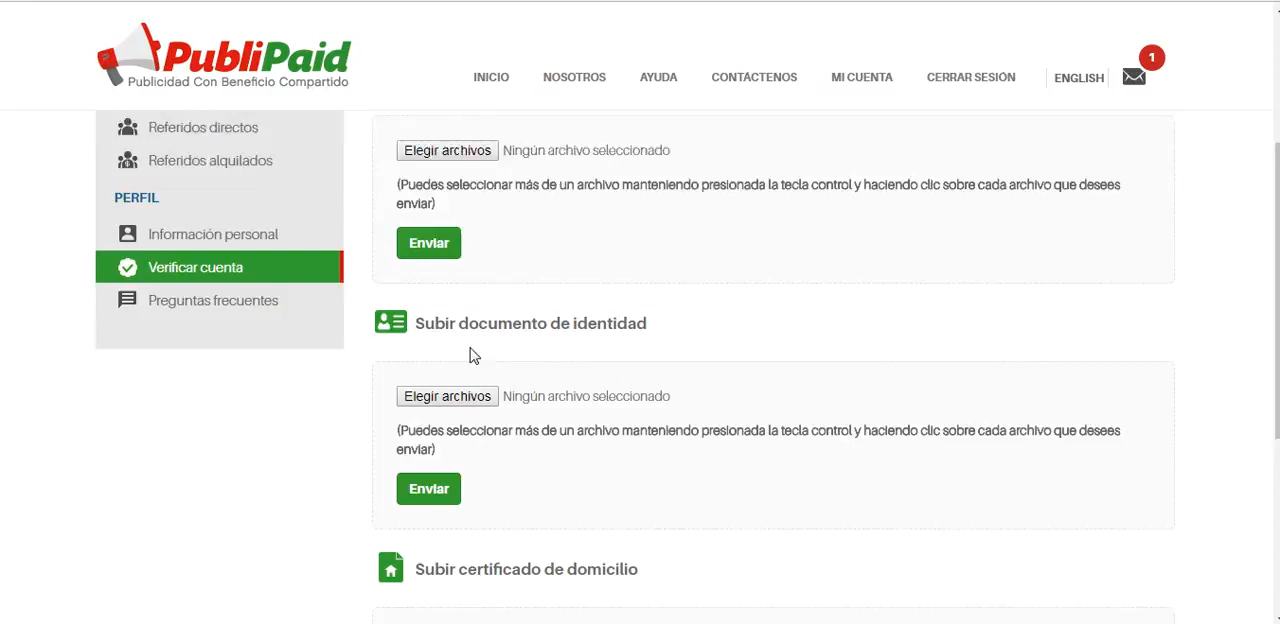 PubliPaid
Publicidad Con Beneficio Compartido
INICIO
NOSOTROS
AYUDA
CONTÁCTENOS
MI CUENTA
CERRAR SESIÓN
ENGLISH
1
Referidos directos
Referidos alquilados
PERFIL
Información personal
Verificar cuenta
Preguntas frecuentes
Elegir archivos Ningún archivo seleccionado
(Puedes seleccionar más de un archivo manteniendo presionada la tecla control y haciendo clic sobre cada archivo que desees
enviar)
Enviar
Subir documento de identidad
Elegir archivos Ningún archivo seleccionado
(Puedes seleccionar más de un archivo manteniendo presionada la tecla control y haciendo clic sobre cada archivo que desees
enviar)
Enviar
Subir certificado de domicilio